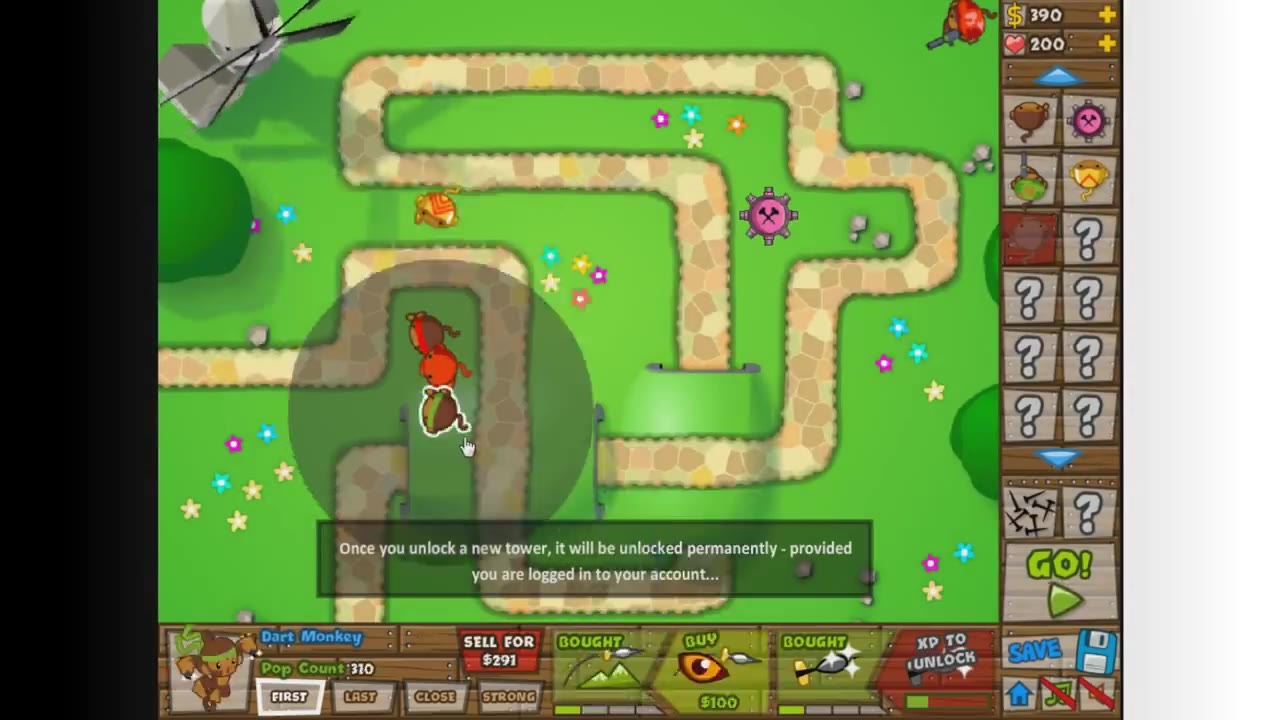 $ 390
200
Once you unlock a new tower, it will be unlocked permanently - provided
you are logged in to your account...
GO!
Dart Monkey
Pop Count:310
FIRST
LAST
CLOSE
STRONG
SELL FOR
$291
BOUGHT
BUY
$100
BOUGHT
XP TO
UNLOCK
SAVE